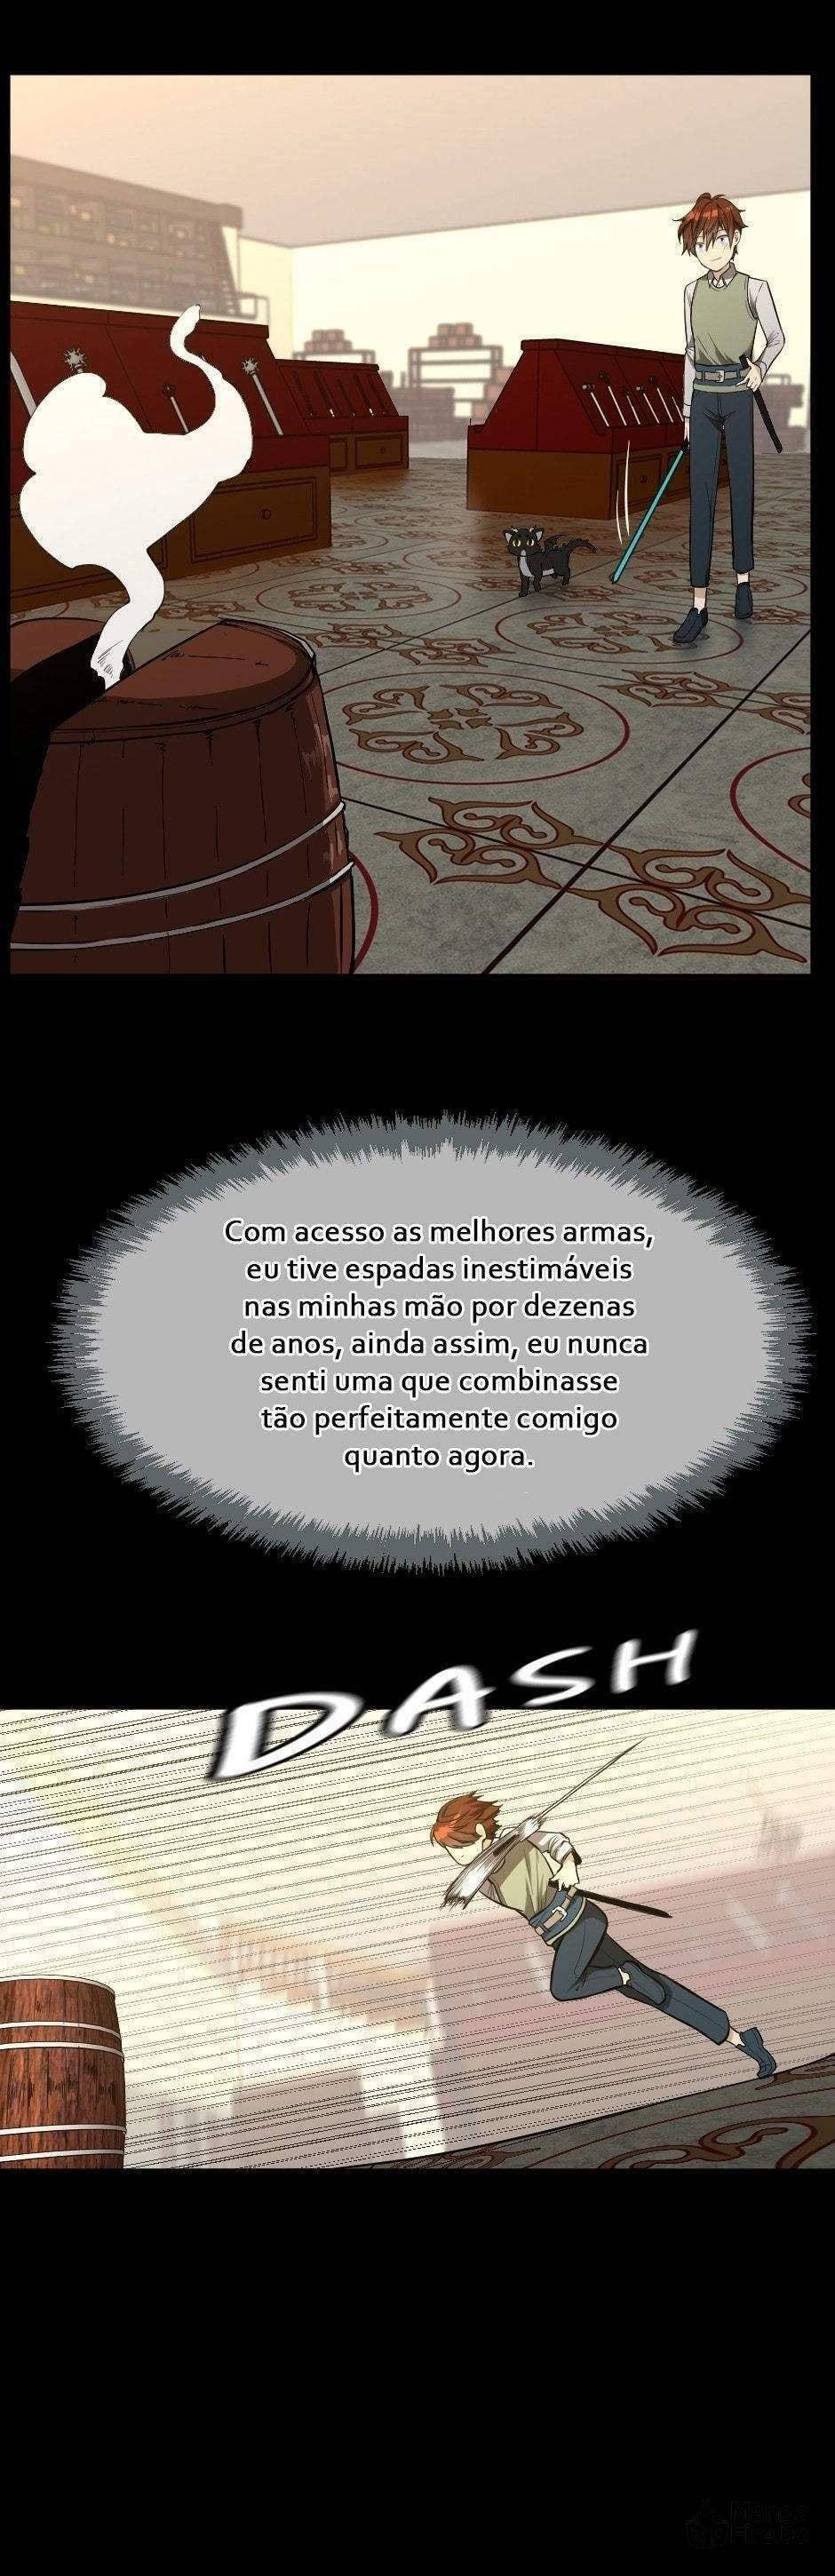 Com acesso as melhores armas,
eu tive espadas inestimáveis
nas minhas mão por dezenas
de anos, ainda assim, eu nunca
senti uma que combinasse
tão perfeitamente comigo
quanto agora.
DASH
Manga